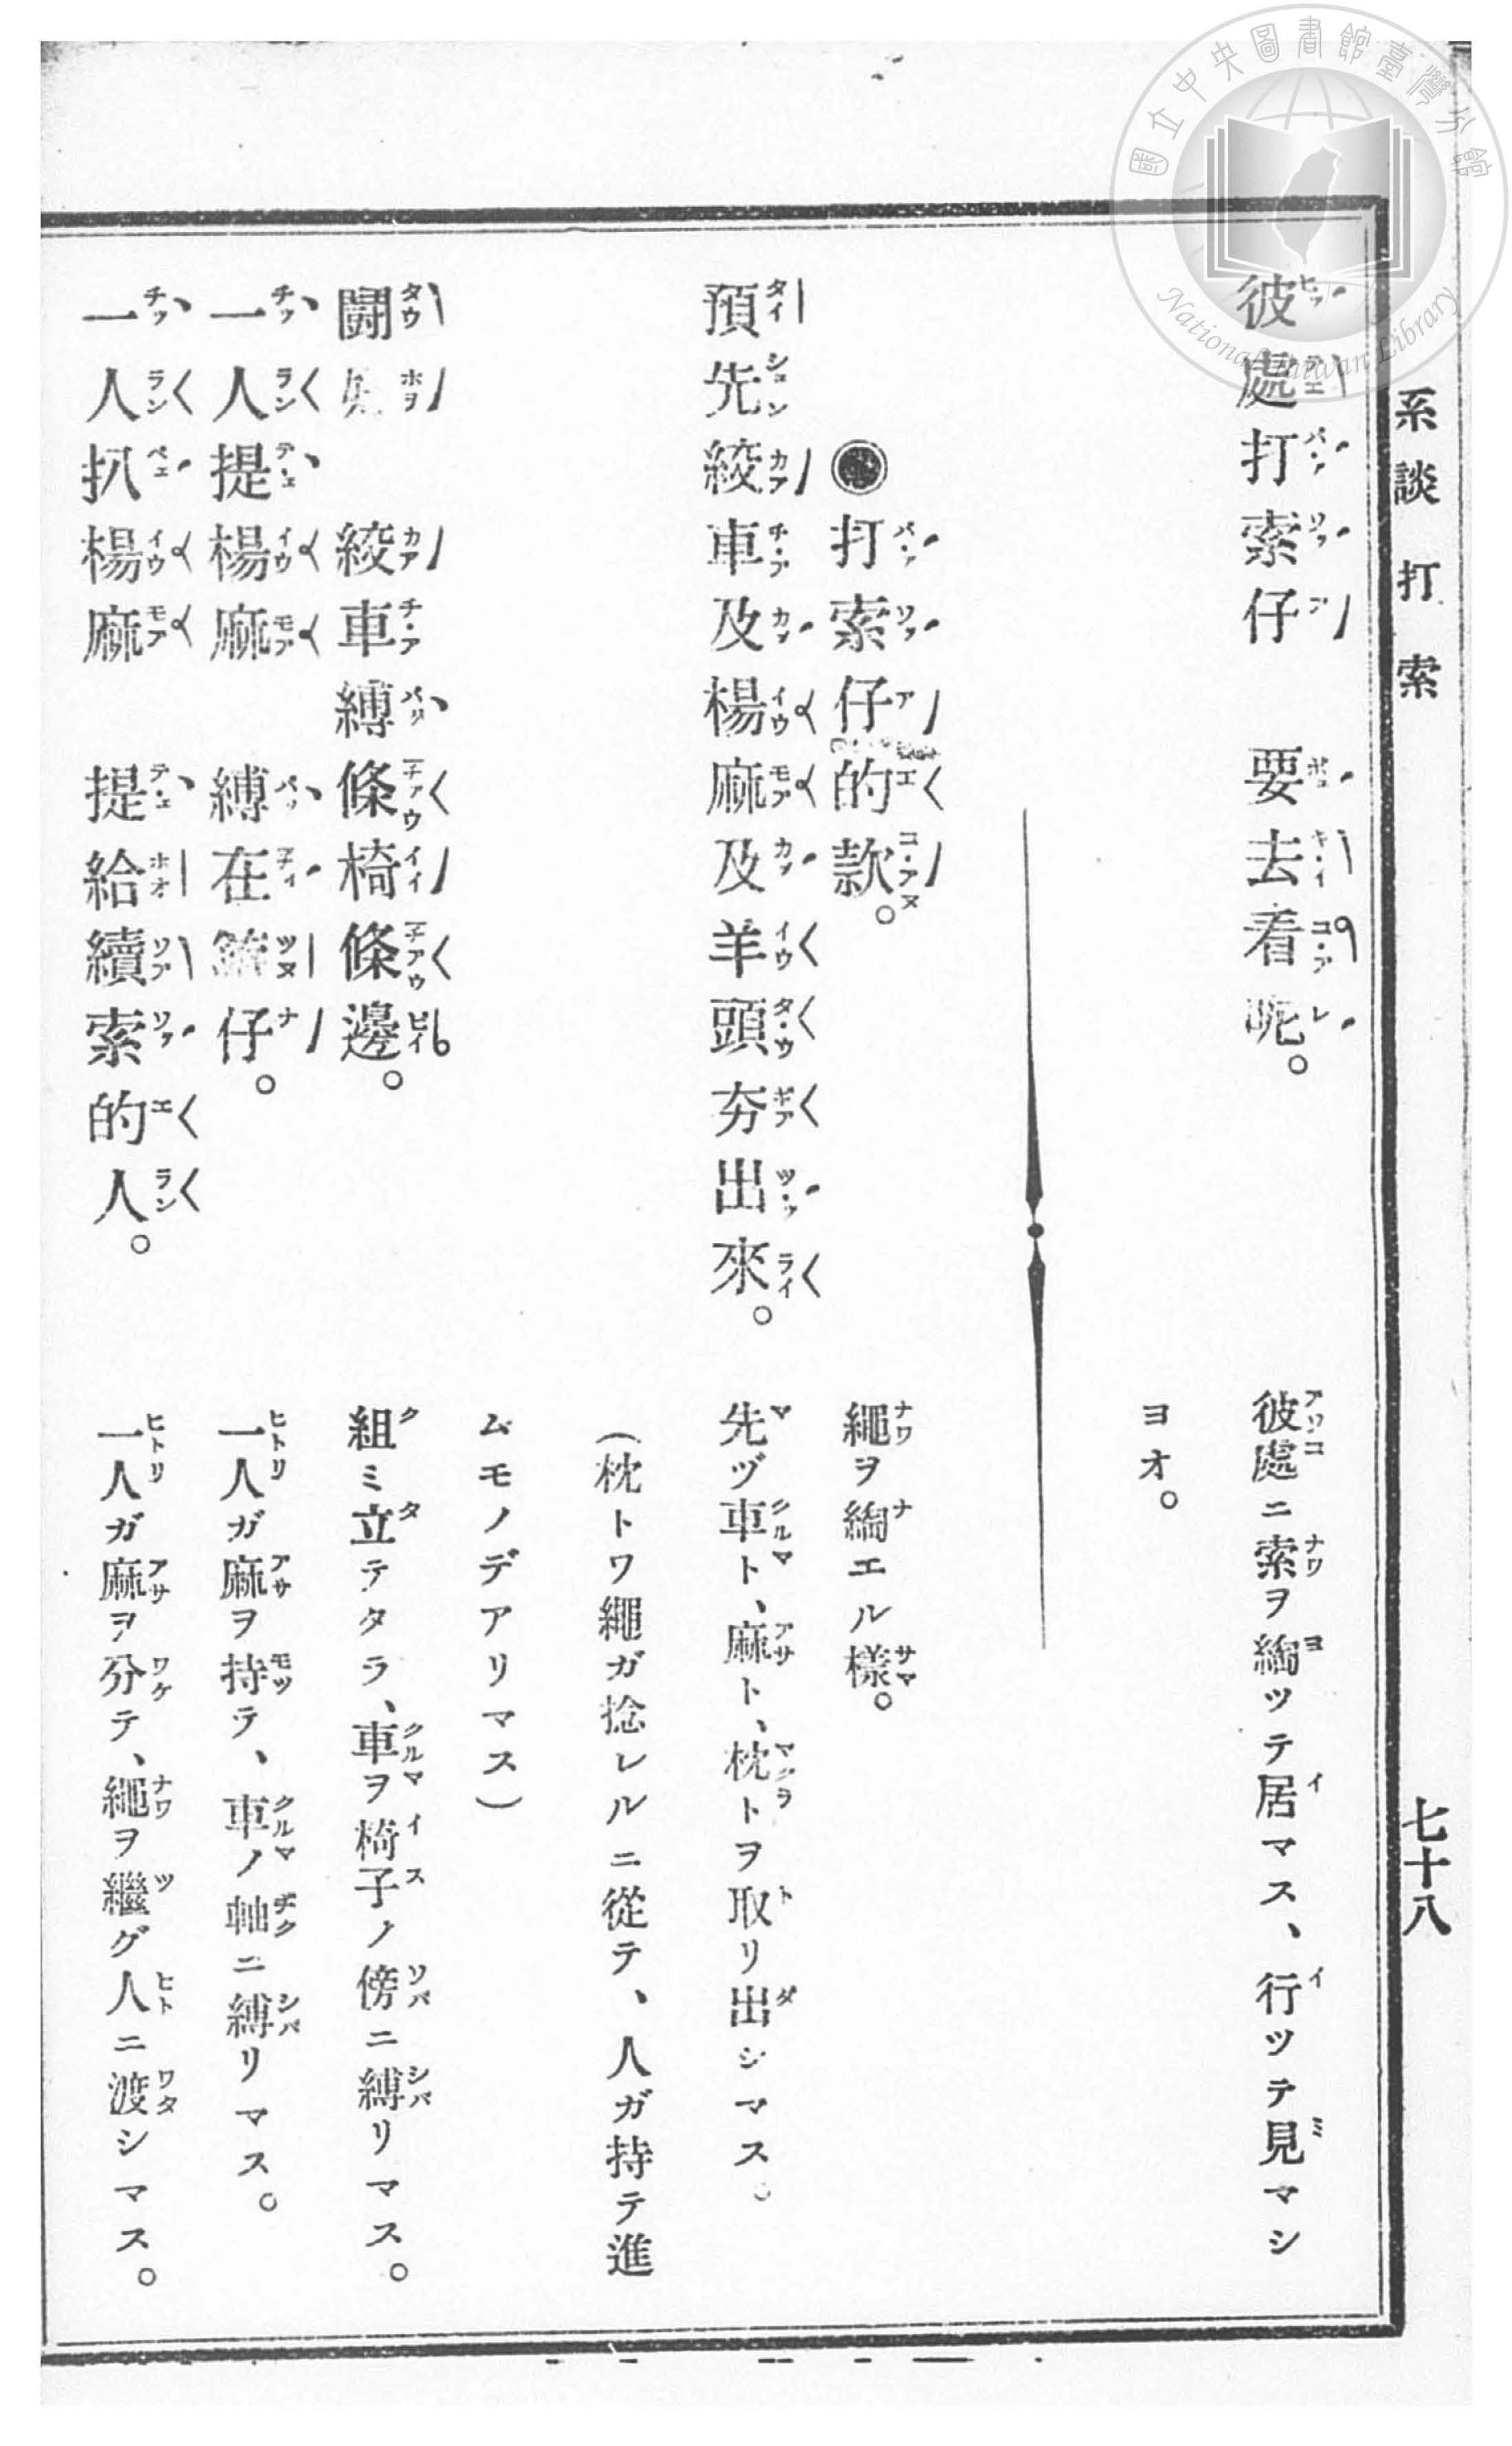 系談 打索
七十八
彼處打索仔 要去看呢。
彼處ニ索ヲ綯ツテ居マス、行ツテ見マシ
ヨオ。
◉打索仔的款。
繩ヲ綯エル樣。
預先絞車及楊麻及羊頭夯出來。
先ヅ車ト、麻ト、枕トヲ取リ出シマス。
(枕トワ繩ガ捻レルニ從テ、人ガ持テ進
ムモノデアリマス)
鬪 絞車縛條椅條邊。
組ミ立テタラ、車ヲ椅子ノ傍ニ縛リマス。
一人提楊麻 縛在 仔。
一人ガ麻ヲ持テ、車ノ軸ニ縛リマス。
一人扒楊麻 提給續索的人。
一人ガ麻ヲ分テ、繩ヲ繼グ人ニ渡シマス。
國立中央圖書館臺灣分館
National Taiwan Library